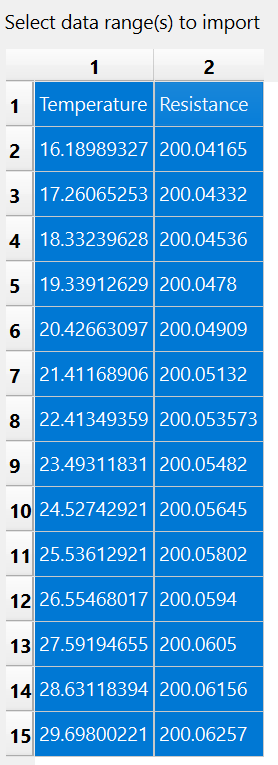 Select data range(s) to import
1 2
1 Temperature Resistance
2 16.18989327 200.04165
3 17.26065253 200.04332
4 18.33239628 200.04536
5 19.33912629 200.0478
6 20.42663097 200.04909
7 21.41168906 200.05132
8 22.41349359 200.053573
9 23.49311831 200.05482
10 24.52742921 200.05645
11 25.53612921 200.05802
12 26.55468017 200.0594
13 27.59194655 200.0605
14 28.63118394 200.06156
15 29.69800221 200.06257